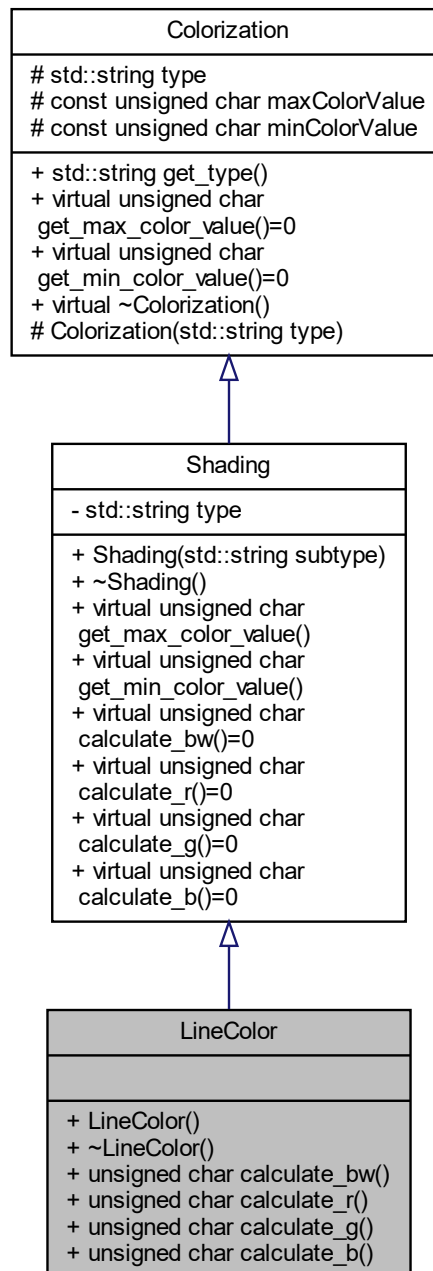 Colorization
# std::string type
# const unsigned char maxColorValue
# const unsigned char minColorValue
+ std::string get_type()
+ virtual unsigned char
get_max_color_value()=0
+ virtual unsigned char
get_min_color_value()=0
+ virtual ~Colorization()
# Colorization(std::string type)
Shading
- std::string type
+ Shading(std::string subtype)
+ ~Shading()
+ virtual unsigned char
get_max_color_value()
+ virtual unsigned char
get_min_color_value()
+ virtual unsigned char
calculate_bw()=0
+ virtual unsigned char
calculate_r()=0
+ virtual unsigned char
calculate_g()=0
+ virtual unsigned char
calculate_b()=0
LineColor
+ LineColor()
+ ~LineColor()
+ unsigned char calculate_bw()
+ unsigned char calculate_r()
+ unsigned char calculate_g()
+ unsigned char calculate_b()